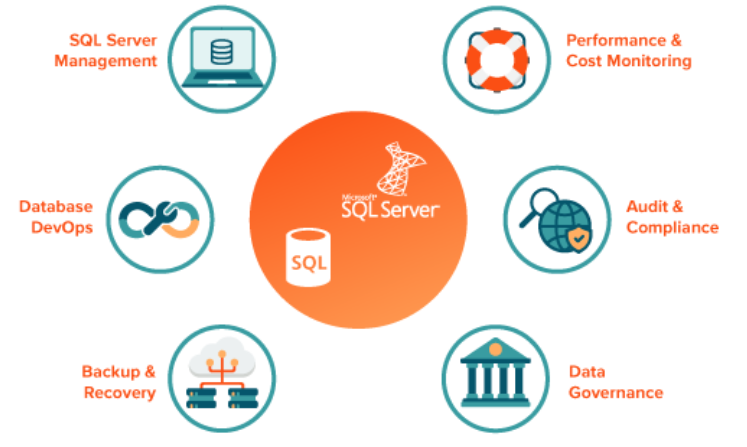 SQL Server
Management
Performance &
Cost Monitoring
Database
DevOps
Microsoft®
SQL Server
SQL
Audit &
Compliance
Backup &
Recovery
Data
Governance